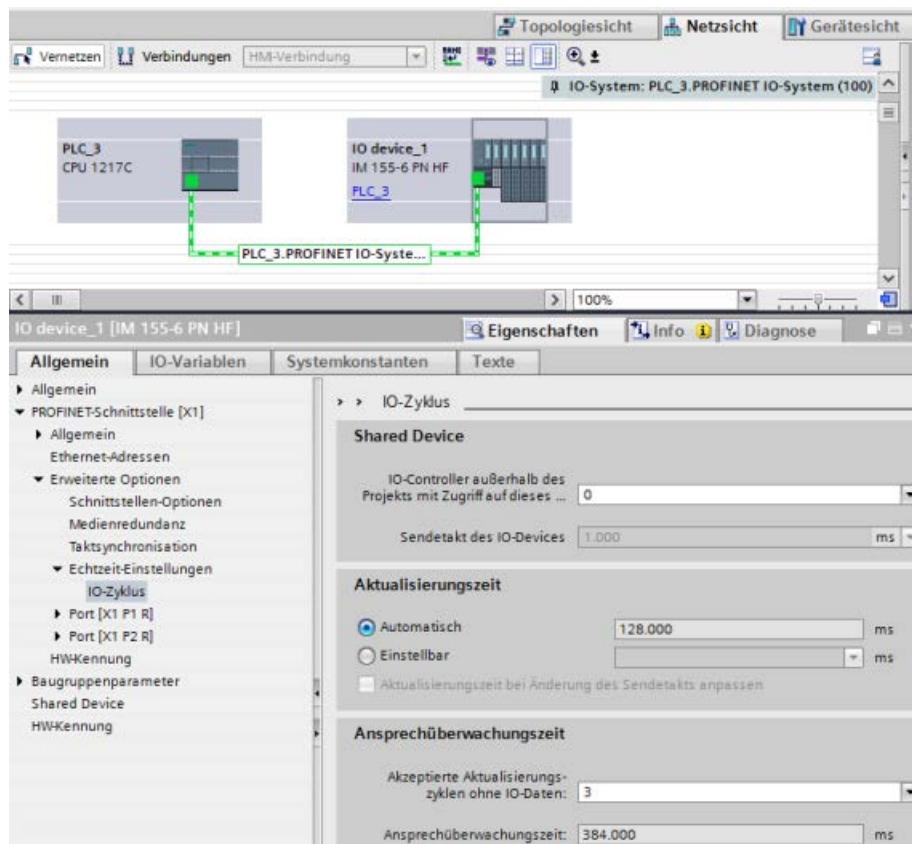 Topologiesicht Netzsicht Gerätesicht
Vernetzen Verbindungen HMI-Verbindung
IO-System: PLC_3.PROFINET IO-System (100)
PLC_3
CPU 1217C
IO device_1
IM 155-6 PN HF
PLC_3
PLC_3.PROFINET IO-Syste...
100%
IO device_1 [IM 155-6 PN HF]
Eigenschaften Info Diagnose
Allgemein IO-Variablen Systemkonstanten Texte
Allgemein
PROFINET-Schnittstelle [X1]
Allgemein
Ethernet-Adressen
Erweiterte Optionen
Schnittstellen-Optionen
Medienredundanz
Taktsynchronisation
Echtzeit-Einstellungen
IO-Zyklus
Port [X1 P1 R]
Port [X1 P2 R]
HW-Kennung
Baugruppenparameter
Shared Device
HW-Kennung
> > IO-Zyklus
Shared Device
IO-Controller außerhalb des
Projekts mit Zugriff auf dieses ... 0
Sendetakt des IO-Devices 1.000 ms
Aktualisierungszeit
Automatisch 128.000 ms
Einstellbar ms
Aktualisierungszeit bei Änderung des Sendetakts anpassen
Ansprechüberwachungszeit
Akzeptierte Aktualisierungs-
zyklen ohne IO-Daten: 3
Ansprechüberwachungszeit: 384.000 ms